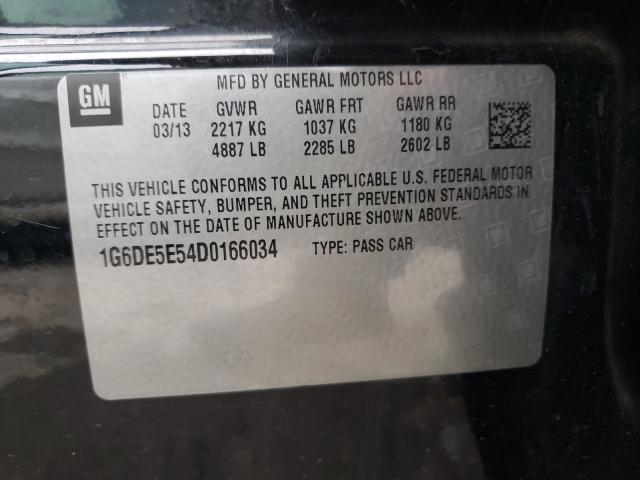 GM
MFD BY GENERAL MOTORS LLC
DATE GVWR GAWR FRT GAWR RR
03/13 2217 KG 1037 KG 1180 KG
4887 LB 2285 LB 2602 LB
THIS VEHICLE CONFORMS TO ALL APPLICABLE U.S. FEDERAL MOTOR
VEHICLE SAFETY, BUMPER, AND THEFT PREVENTION STANDARDS IN
EFFECT ON THE DATE OF MANUFACTURE SHOWN ABOVE.
1G6DE5E54D0166034 TYPE: PASS CAR